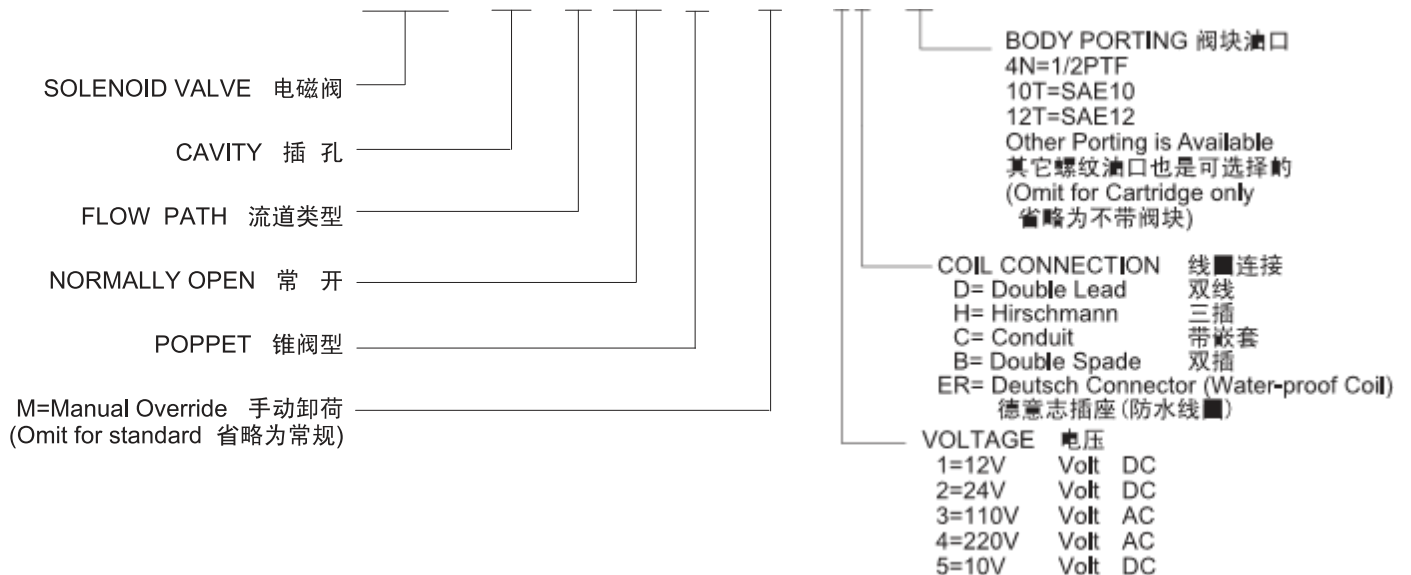 SOLENOID VALVE 电磁阀
CAVITY 插 孔
FLOW PATH 流道类型
NORMALLY OPEN 常 开
POPPET 锥阀型
M=Manual Override 手动卸荷
(Omit for standard 省略为常规)
BODY PORTING 阀块油口
4N=1/2PTF
10T=SAE10
12T=SAE12
Other Porting is Available
其它螺纹油口也是可选择的
(Omit for Cartridge only
省略为不带阀块)
COIL CONNECTION 线■连接
D= Double Lead 双线
H= Hirschmann 三插
C= Conduit 带嵌套
B= Double Spade 双插
ER= Deutsch Connector (Water-proof Coil)
德意志插座(防水线■)
VOLTAGE 电压
1=12V Volt DC
2=24V Volt DC
3=110V Volt AC
4=220V Volt AC
5=10V Volt DC